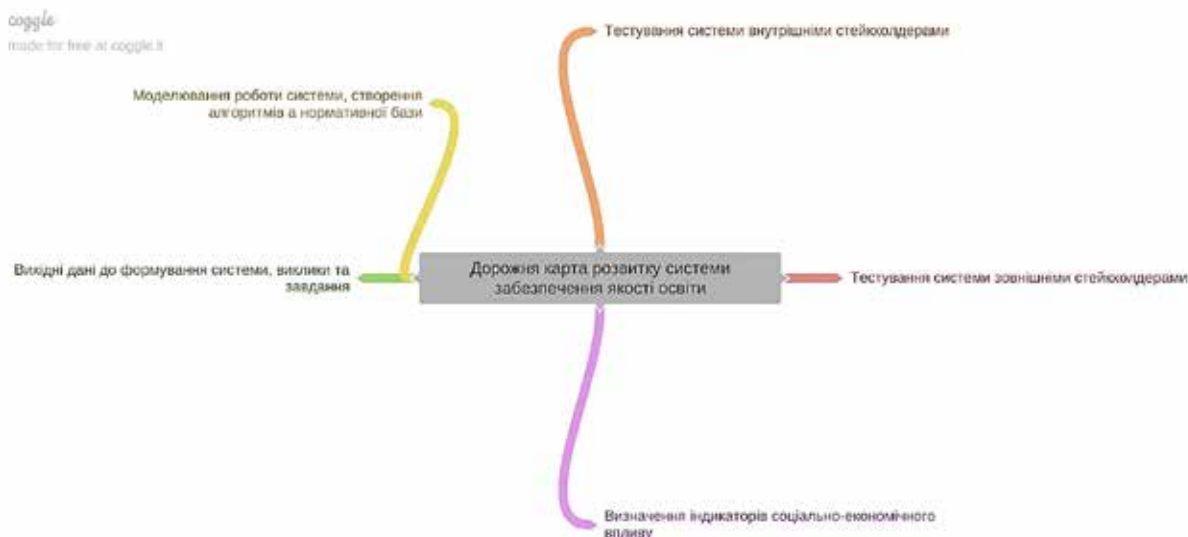 coggle
made for free at coggle.it
Тестування системи внутрішніми стейкхолдерами
Моделювання роботи системи, створення
алгоритмів а нормативної бази
Дорожня карта розвитку системи
забезпечення якості освіти
Вихідні дані до формування системи, виклики та
завдання
Тестування системи зовнішніми стейкхолдерами
Визначення індикаторів соціально-економічного
впливу